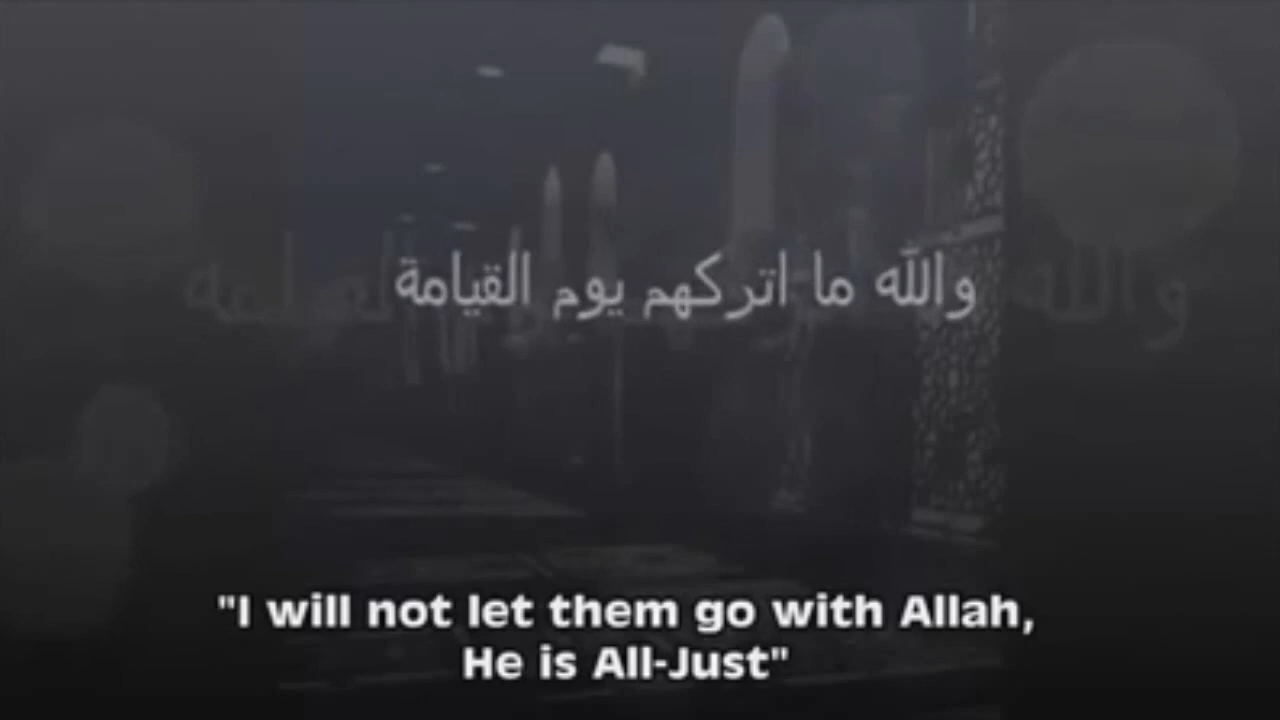 والله ما اتركهم يوم القيامة
"I will not let them go with Allah,
He is All-Just"